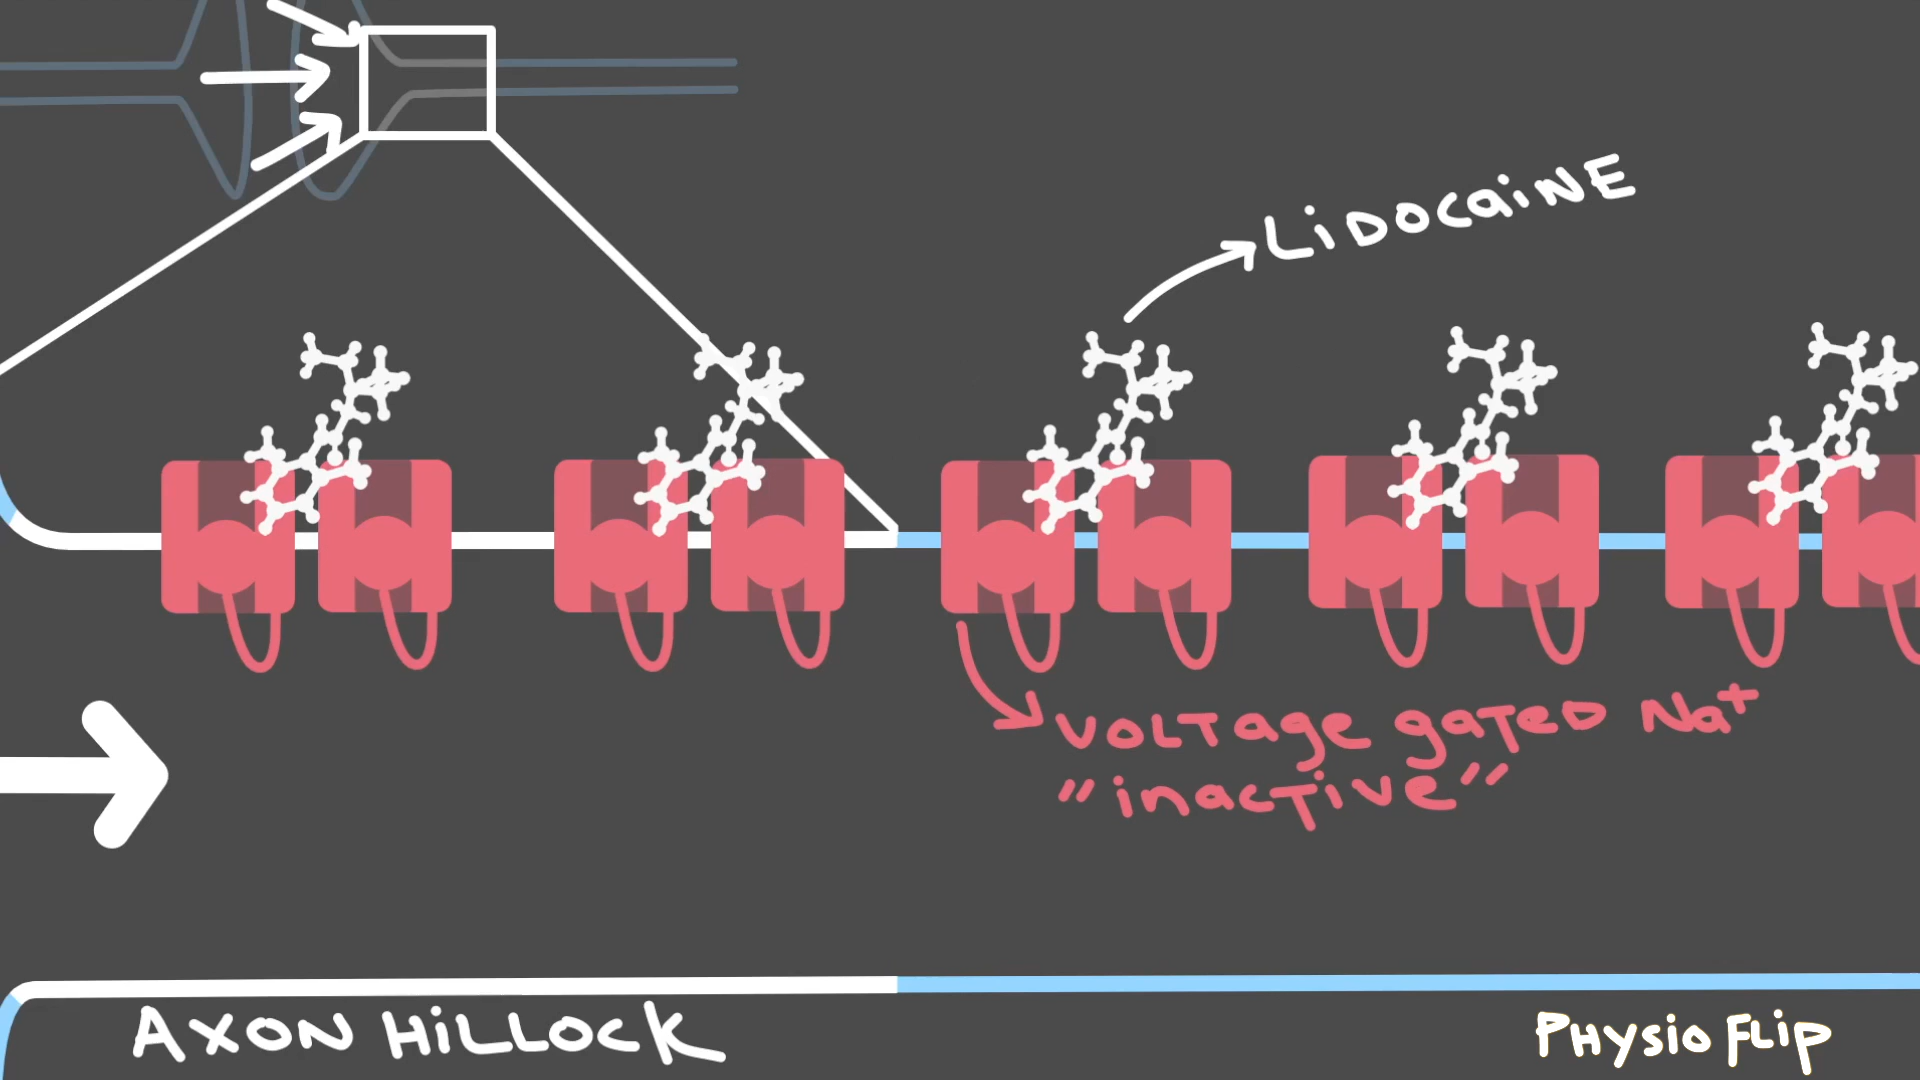 LiDOCaiNE
VOLTage gaTeD Na+
"inacTive"
AXON HiLLOCK
PHysio FLip